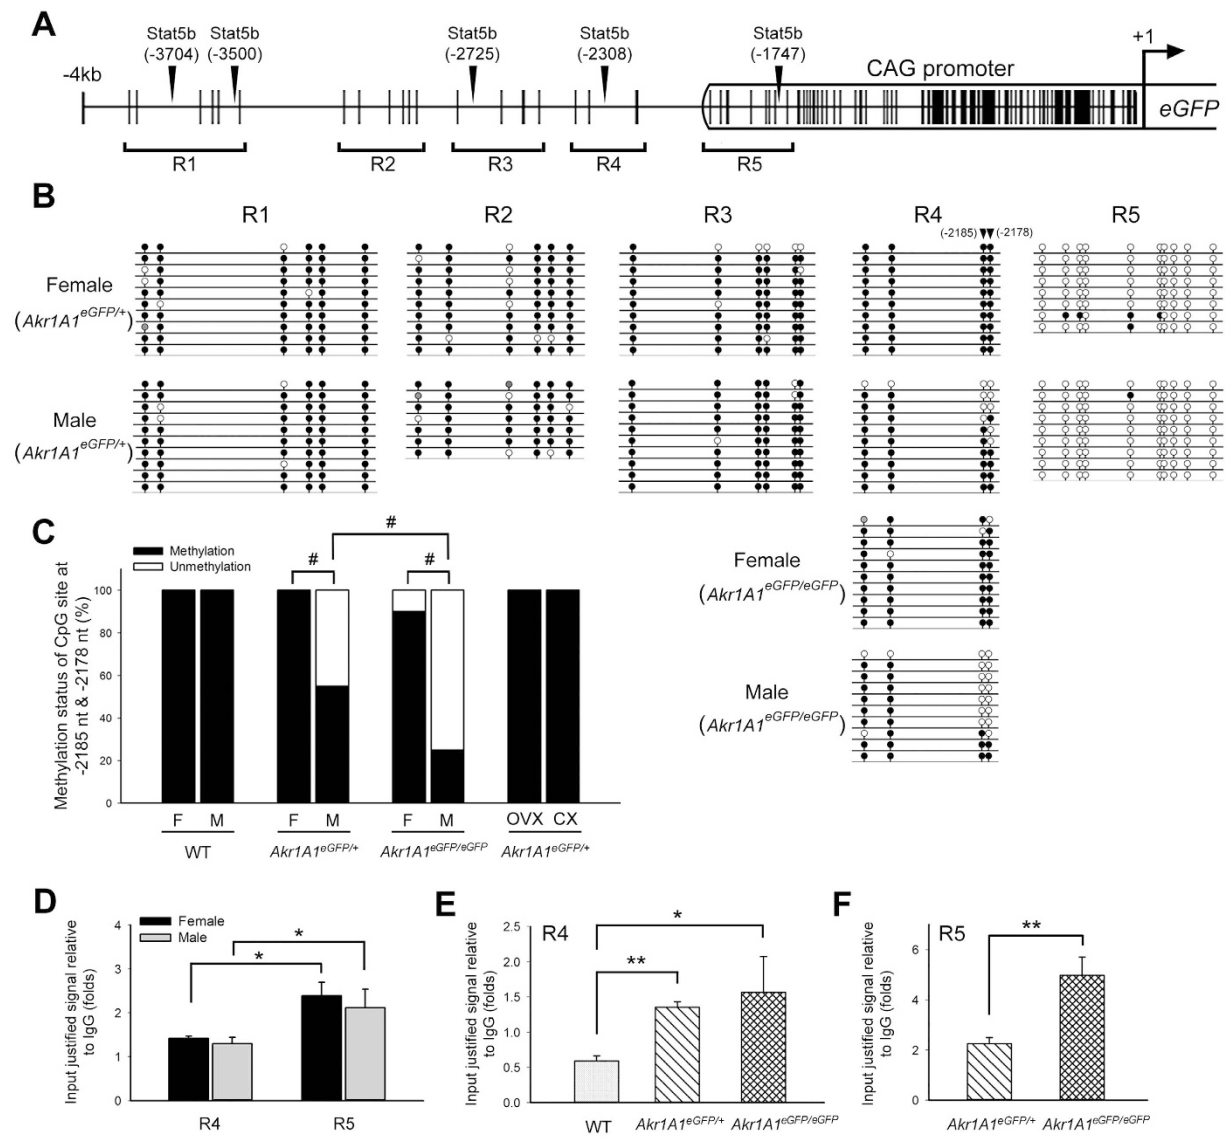 A
Stat5b Stat5b Stat5b Stat5b Stat5b
(-3704) (-3500) (-2725) (-2308) (-1747)
+1
-4kb
CAG promoter
eGFP
R1 R2 R3 R4 R5
B
R1 R2 R3 R4 R5
(-2185) (-2178)
Female
(Akr1A1eGFP/+)
Male
(Akr1A1eGFP/+)
Female
(Akr1A1eGFP/eGFP)
Male
(Akr1A1eGFP/eGFP)
C
Methylation
Unmethylation
#
# #
Methylation status of CpG site at
-2185 nt & -2178 nt (%)
100
80
60
40
20
0
F M F M F M OVX CX
WT Akr1A1eGFP/+ Akr1A1eGFP/eGFP Akr1A1eGFP/+
D
Female
Male
Input justified signal relative
to IgG (folds)
4
3
2
1
0
*
*
R4 R5
E
R4
Input justified signal relative
to IgG (folds)
2.5
2.0
1.5
1.0
0.5
0.0
*
**
WT Akr1A1eGFP/+ Akr1A1eGFP/eGFP
F
R5
Input justified signal relative
to IgG (folds)
6
4
2
0
**
Akr1A1eGFP/+ Akr1A1eGFP/eGFP